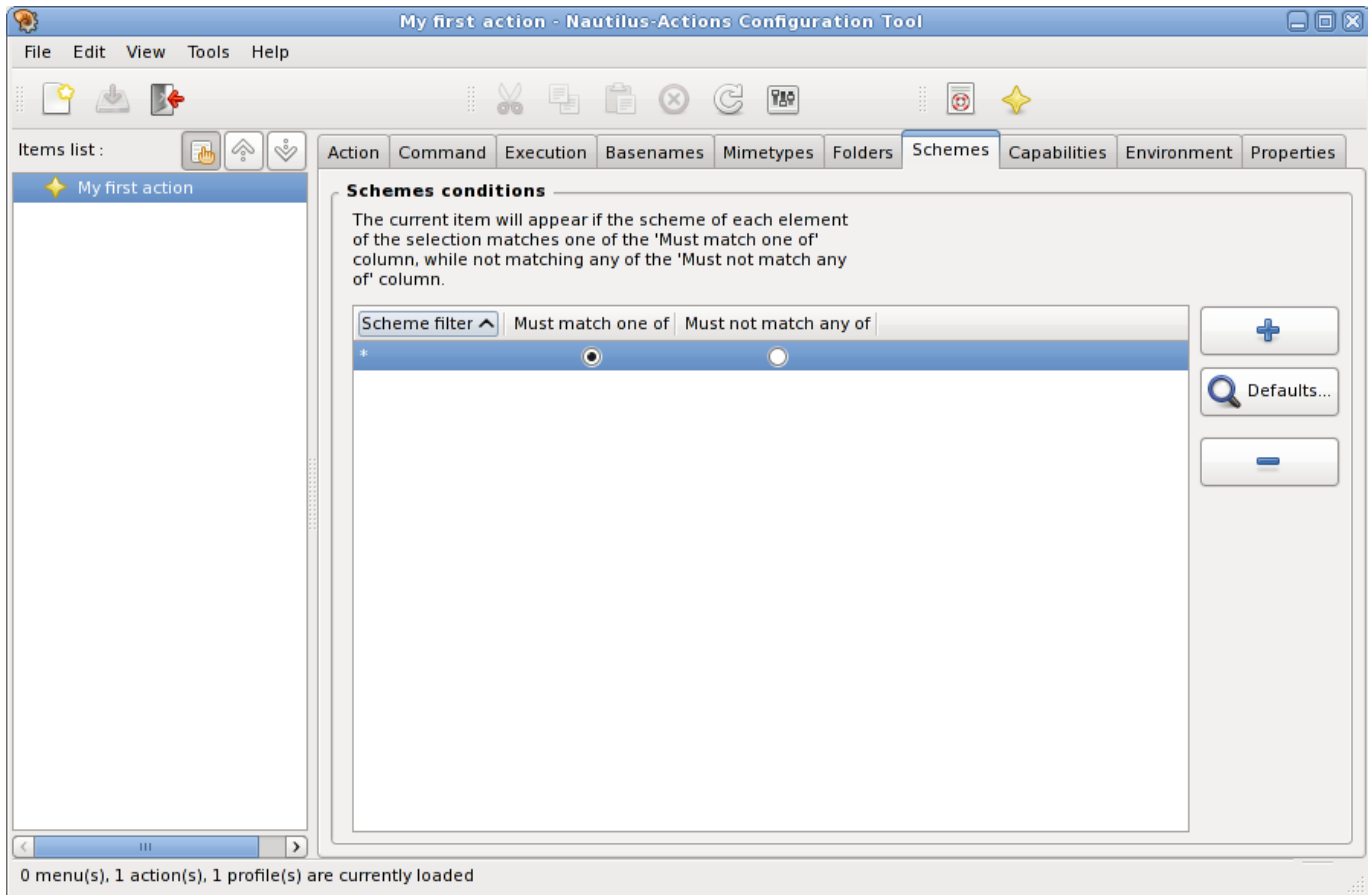 My first action - Nautilus-Actions Configuration Tool
File Edit View Tools Help
Items list :
Action Command Execution Basenames Mimetypes Folders Schemes Capabilities Environment Properties
My first action
Schemes conditions
The current item will appear if the scheme of each element
of the selection matches one of the 'Must match one of'
column, while not matching any of the 'Must not match any
of' column.
Scheme filter Must match one of Must not match any of
*
Defaults...
0 menu(s), 1 action(s), 1 profile(s) are currently loaded